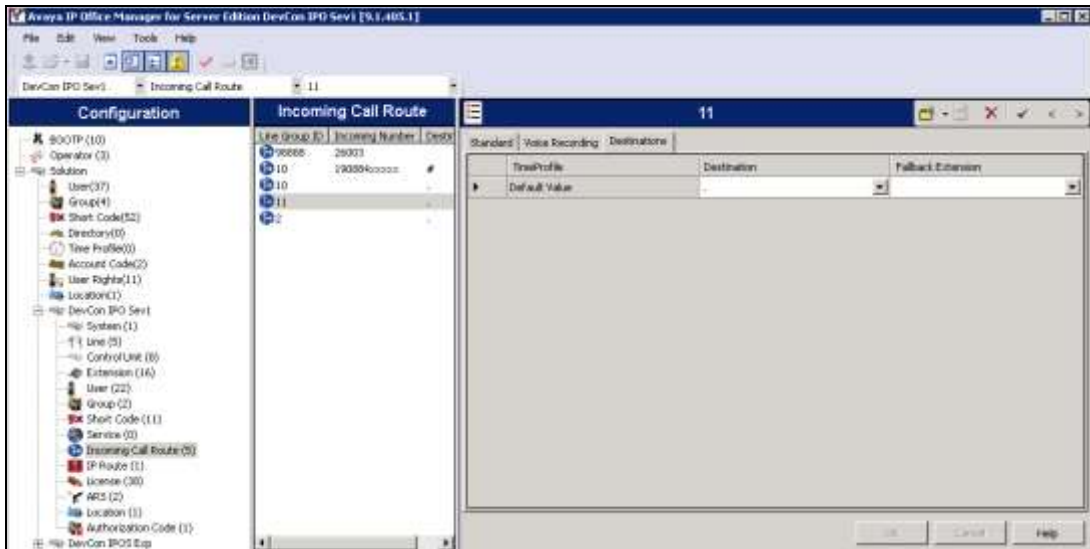 Avaya IP Office Manager for Server Edition DevCon IPO Sev1 [9.1.405.1]
File Edit View Tools Help
DevCon IPO Sev1 Incoming Call Route 11
Configuration
BOOTP (10)
Operator (3)
Solution
User(37)
Group(4)
Short Code(52)
Directory(0)
Time Profile(0)
Account Code(2)
User Rights(11)
Location(1)
DevCon IPO Sev1
System (1)
Line (5)
Control Unit (8)
Extension (16)
User (22)
Group (2)
Short Code (11)
Service (0)
Incoming Call Route (5)
IP Route (1)
License (38)
ARS (2)
Location (1)
Authorization Code (1)
DevCon IPOS Exp
Incoming Call Route
Line Group ID Incoming Number Destin
98888 26003
10 190884xxxxx #
10 .
11 .
2 .
11
Standard Voice Recording Destinations
TimeProfile Destination Fallback Extension
Default Value .
OK Cancel Help